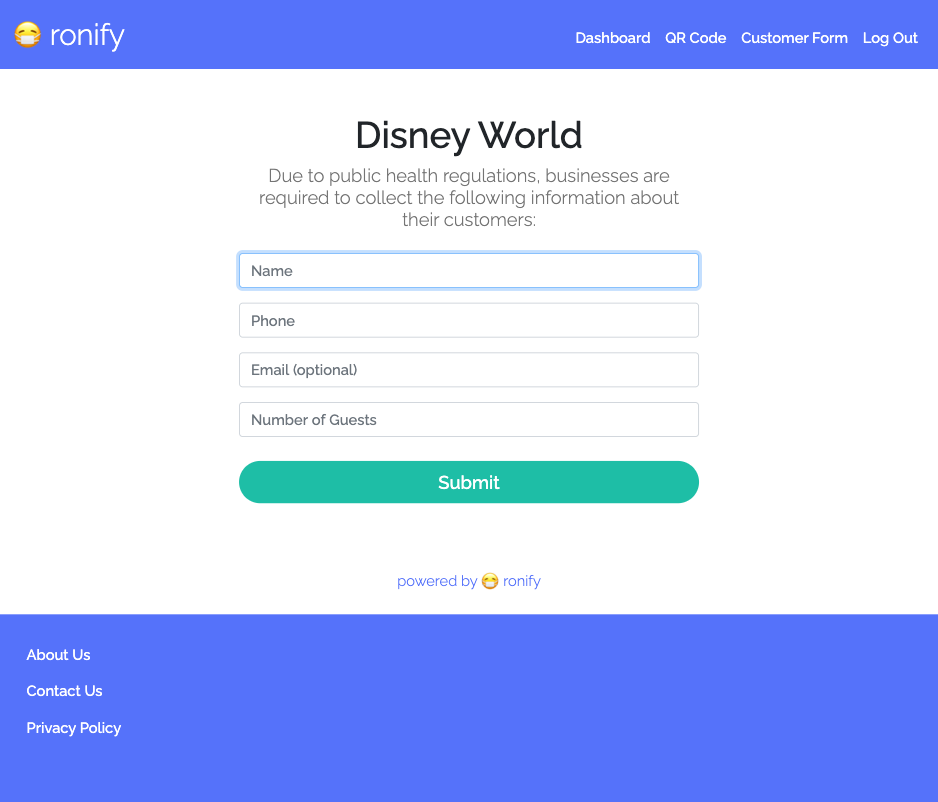 ronify
Dashboard QR Code Customer Form Log Out
Disney World
Due to public health regulations, businesses are
required to collect the following information about
their customers:
Name
Phone
Email (optional)
Number of Guests
Submit
powered by 😷 ronify
About Us
Contact Us
Privacy Policy